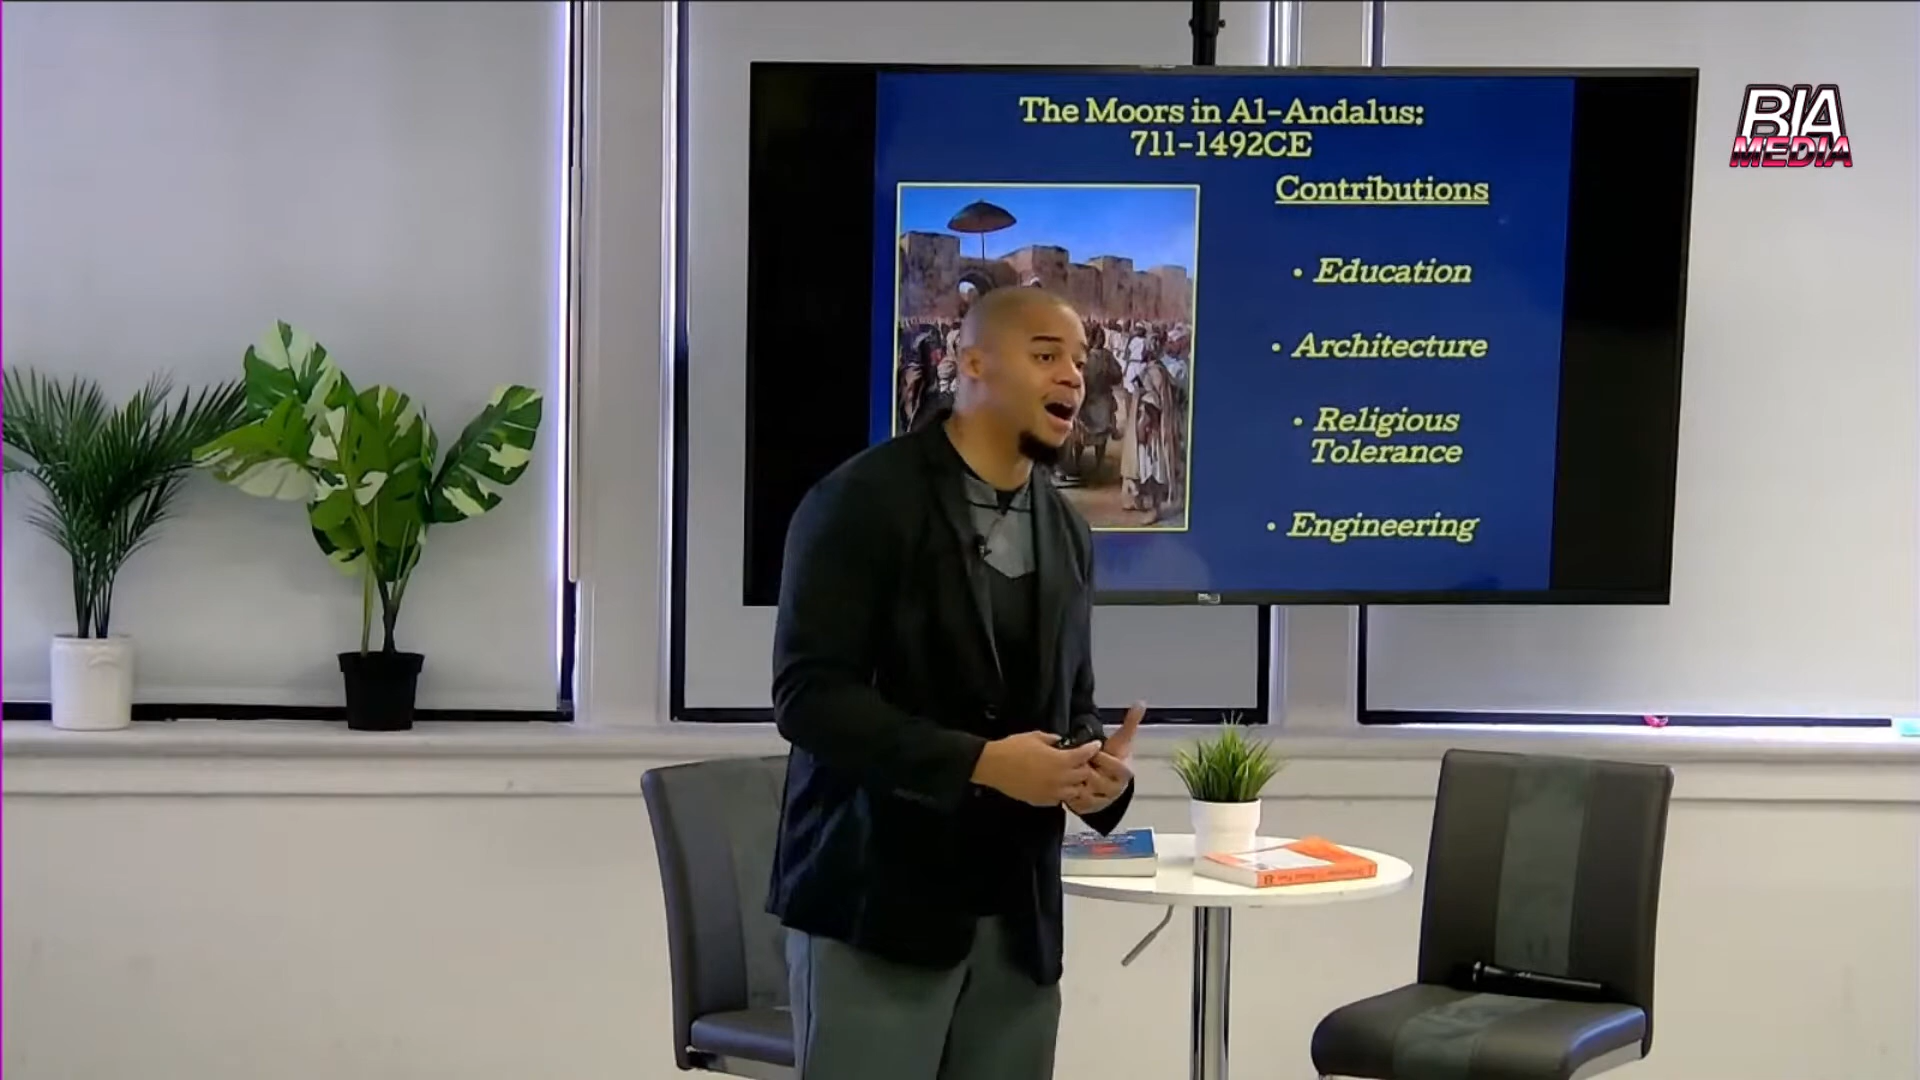 The Moors in Al-Andalus:
711-1492CE
Contributions
• Education
• Architecture
• Religious
Tolerance
• Engineering
BIA
MEDIA